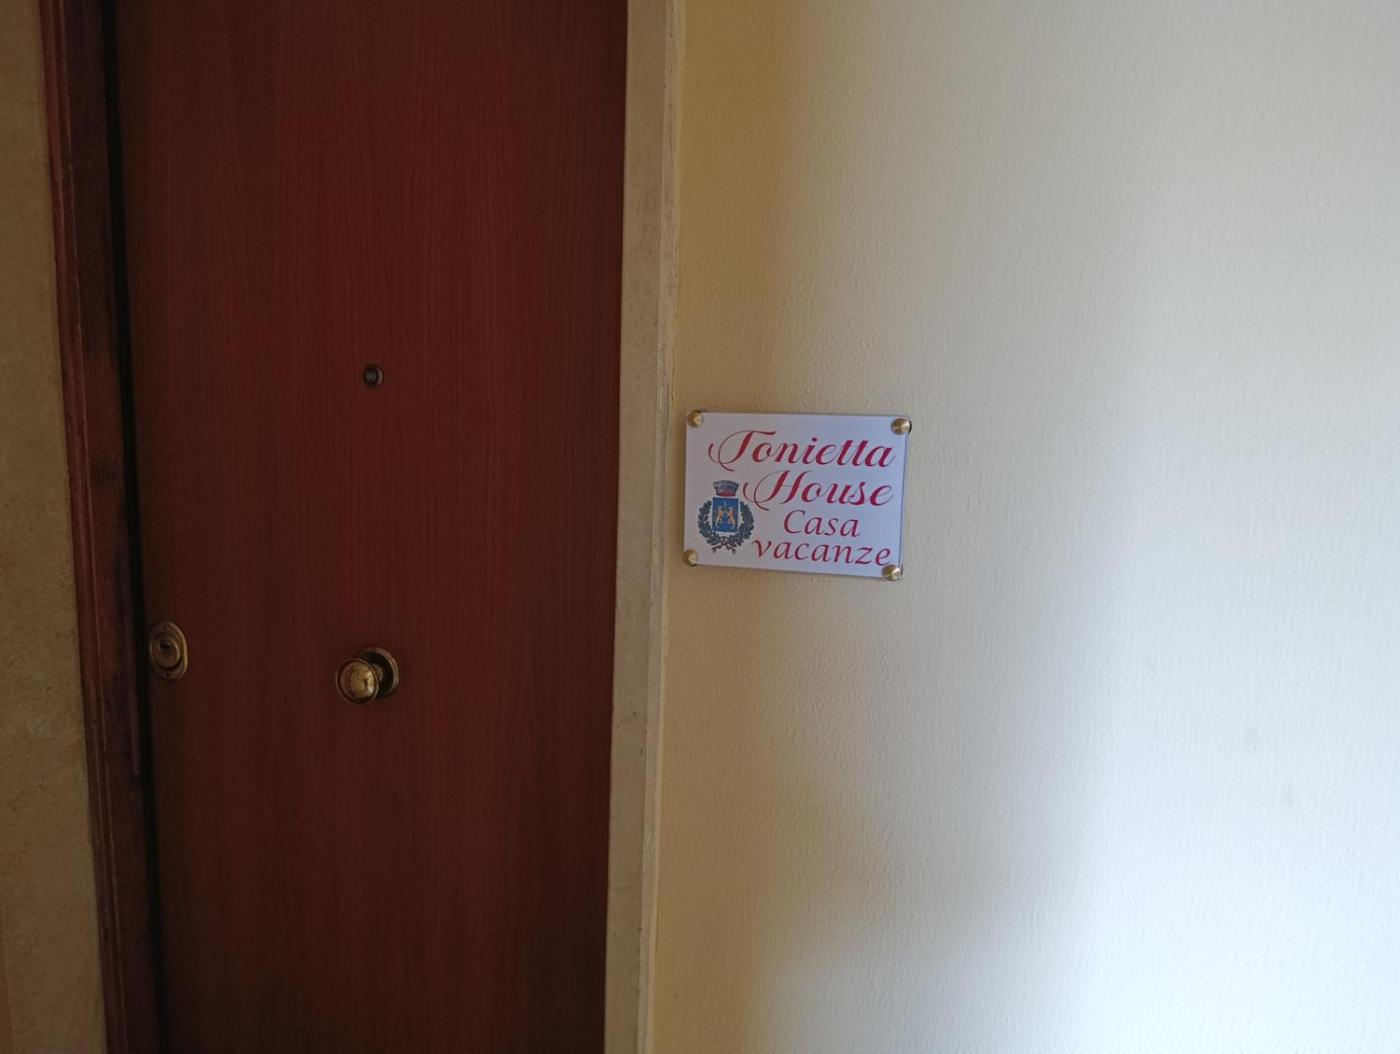 Tonietta
House
Casa
vacanze